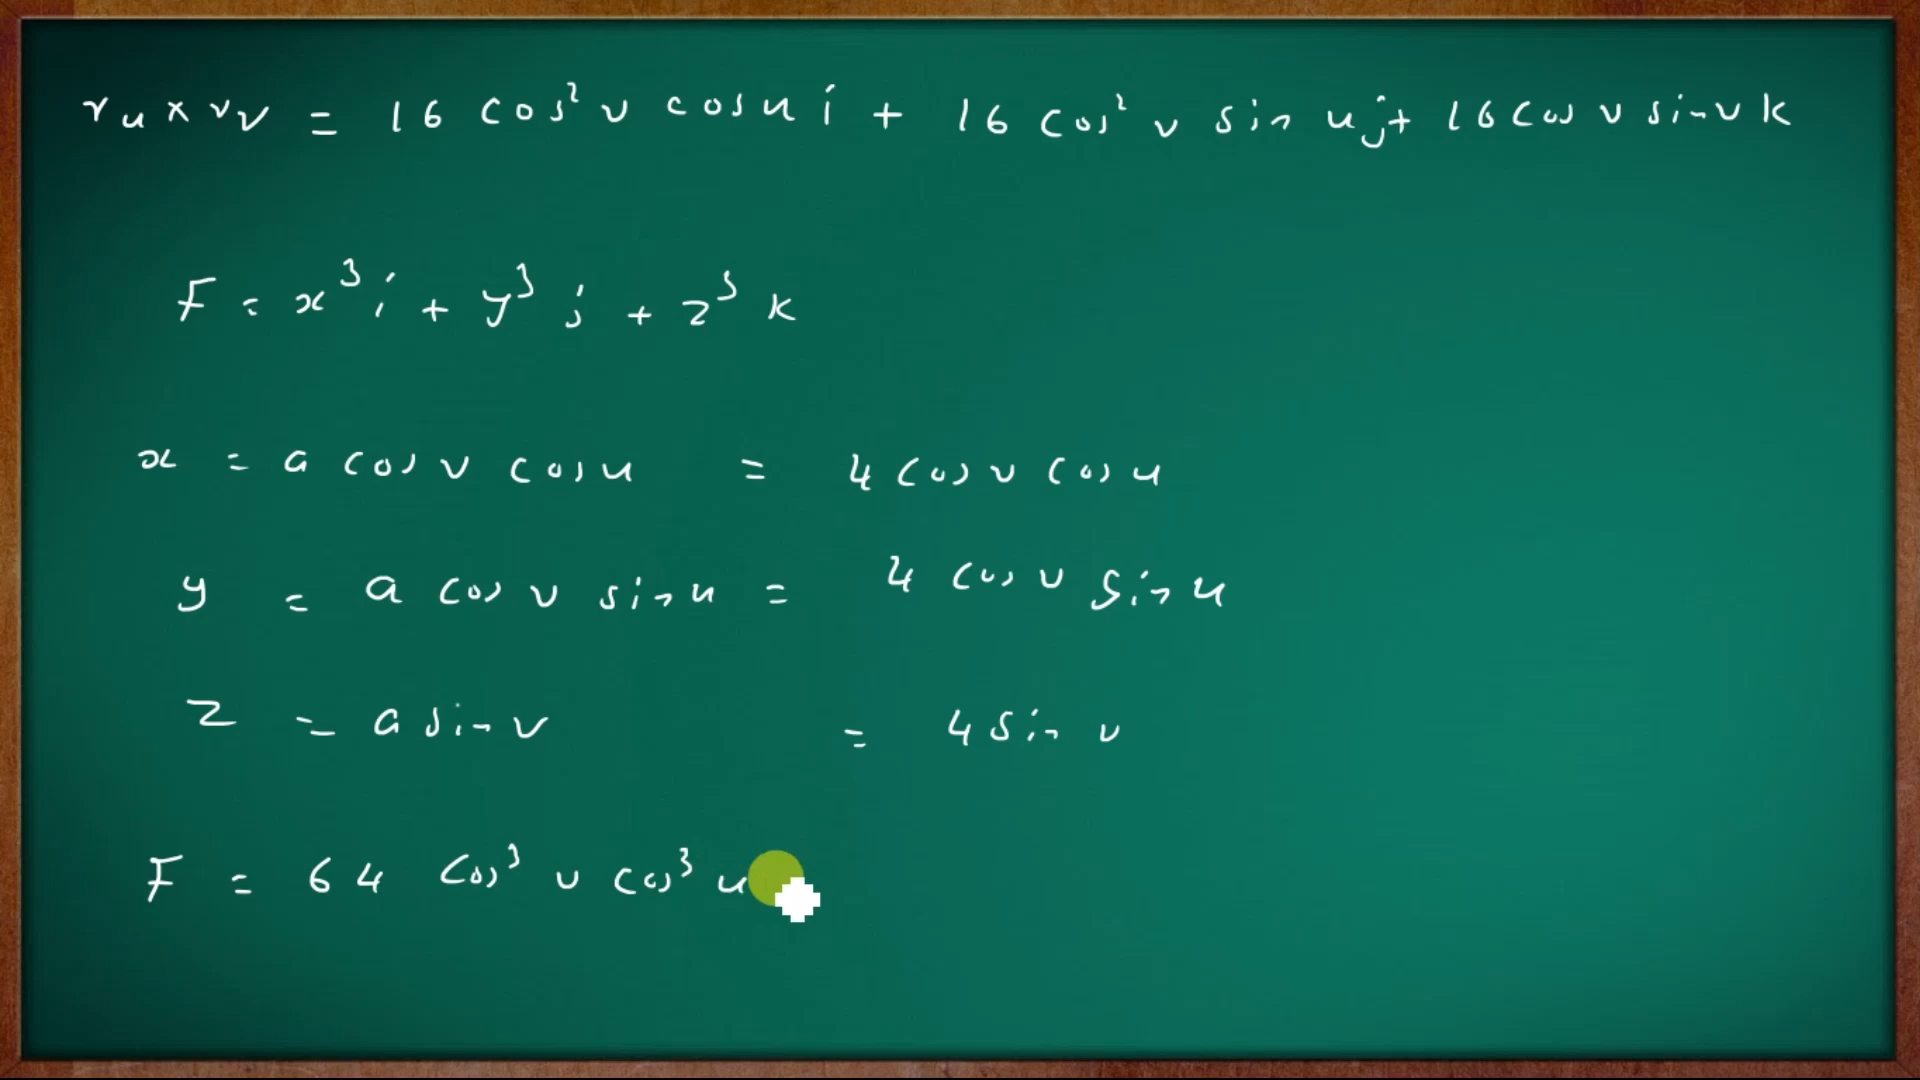 r_u × r_v = 16 cos² v cos u i + 16 cos² v sin u j + 16 cos v sin v k
F = x³ i + y³ j + z³ k
x = a cos v cos u = 4 cos v cos u
y = a cos v sin u = 4 cos v sin u
z = a sin v = 4 sin v
F = 64 cos³ v cos³ u